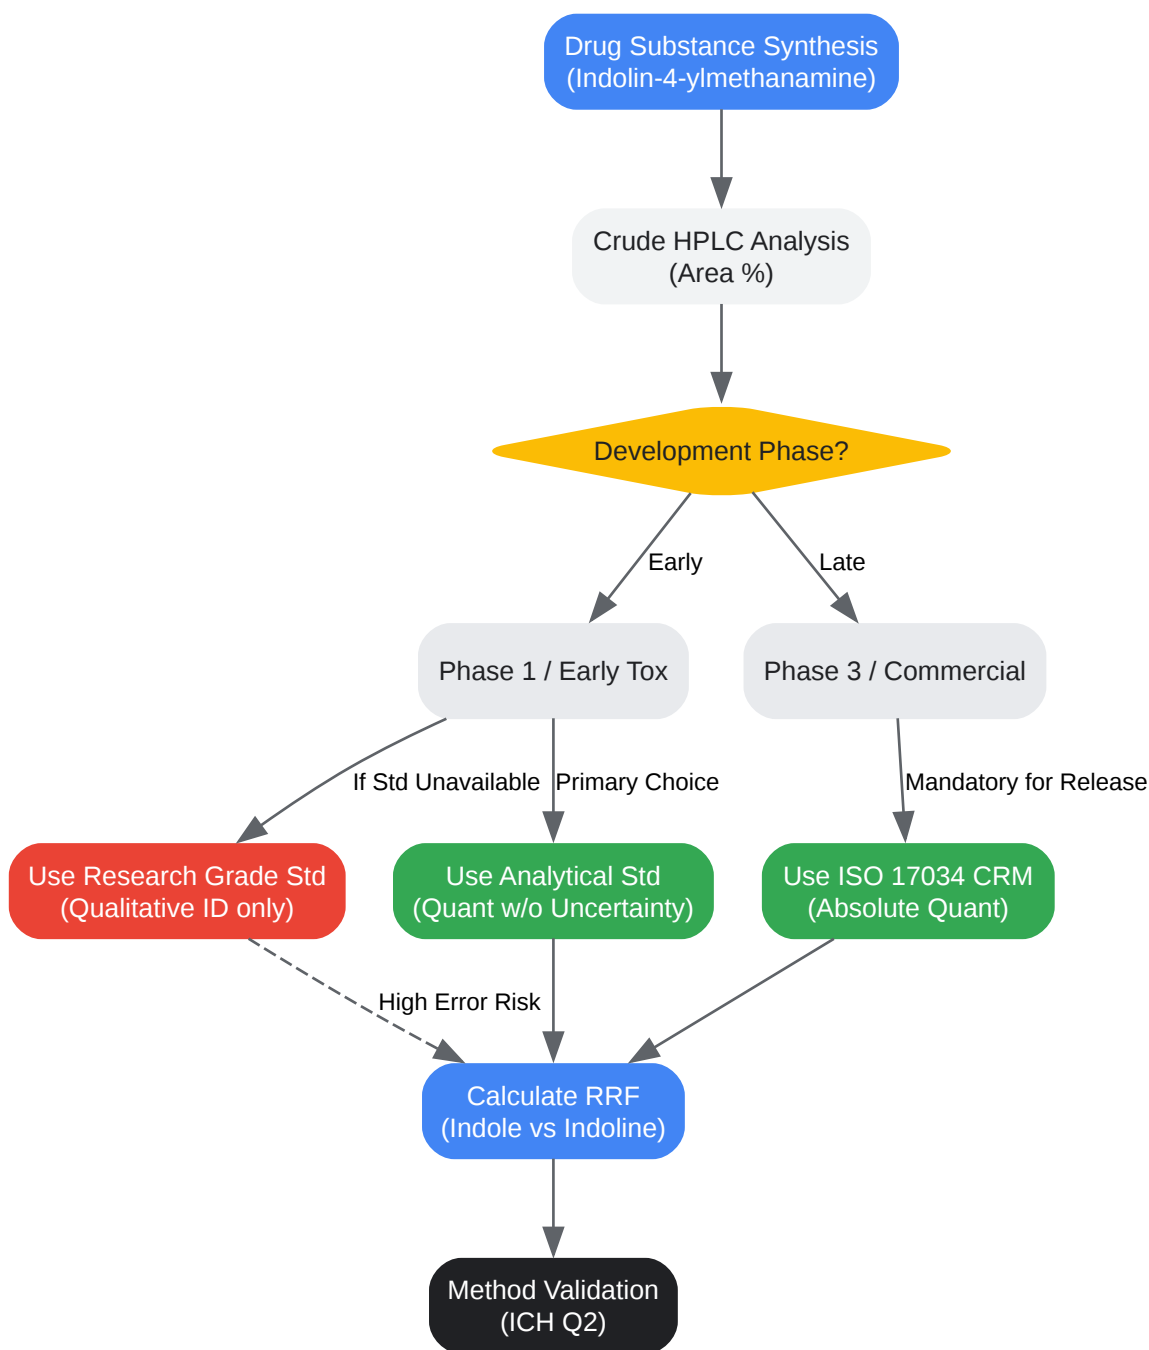 Drug Substance Synthesis
(Indolin-4-ylmethanamine)
Crude HPLC Analysis
(Area %)
Development Phase?
Early
Late
Phase 1 / Early Tox
Phase 3 / Commercial
If Std Unavailable
Primary Choice
Mandatory for Release
Use Research Grade Std
(Qualitative ID only)
Use Analytical Std
(Quant w/o Uncertainty)
Use ISO 17034 CRM
(Absolute Quant)
High Error Risk
Calculate RRF
(Indole vs Indoline)
Method Validation
(ICH Q2)